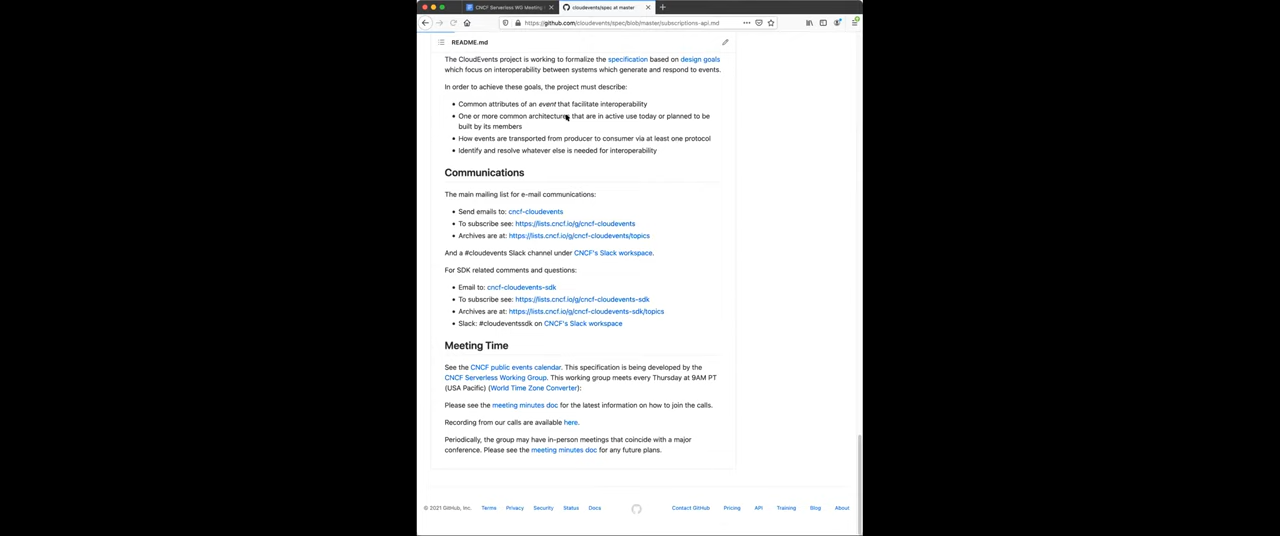 CNCF Serverless WG Meeting
cloudevents/spec at master
https://github.com/cloudevents/spec/blob/master/subscriptions-api.md
README.md
The CloudEvents project is working to formalize the specification based on design goals
which focus on interoperability between systems which generate and respond to events.
In order to achieve these goals, the project must describe:
• Common attributes of an event that facilitate interoperability
• One or more common architectures that are in active use today or planned to be
built by its members
• How events are transported from producer to consumer via at least one protocol
• Identify and resolve whatever else is needed for interoperability
Communications
The main mailing list for e-mail communications:
• Send emails to: cncf-cloudevents
• To subscribe see: https://lists.cncf.io/g/cncf-cloudevents
• Archives are at: https://lists.cncf.io/g/cncf-cloudevents/topics
And a #cloudevents Slack channel under CNCF's Slack workspace.
For SDK related comments and questions:
• Email to: cncf-cloudevents-sdk
• To subscribe see: https://lists.cncf.io/g/cncf-cloudevents-sdk
• Archives are at: https://lists.cncf.io/g/cncf-cloudevents-sdk/topics
• Slack: #cloudeventssdk on CNCF's Slack workspace
Meeting Time
See the CNCF public events calendar. This specification is being developed by the
CNCF Serverless Working Group. This working group meets every Thursday at 9AM PT
(USA Pacific) (World Time Zone Converter):
Please see the meeting minutes doc for the latest information on how to join the calls.
Recording from our calls are available here.
Periodically, the group may have in-person meetings that coincide with a major
conference. Please see the meeting minutes doc for any future plans.
© 2021 GitHub, Inc. Terms Privacy Security Status Docs Contact GitHub Pricing API Training Blog About